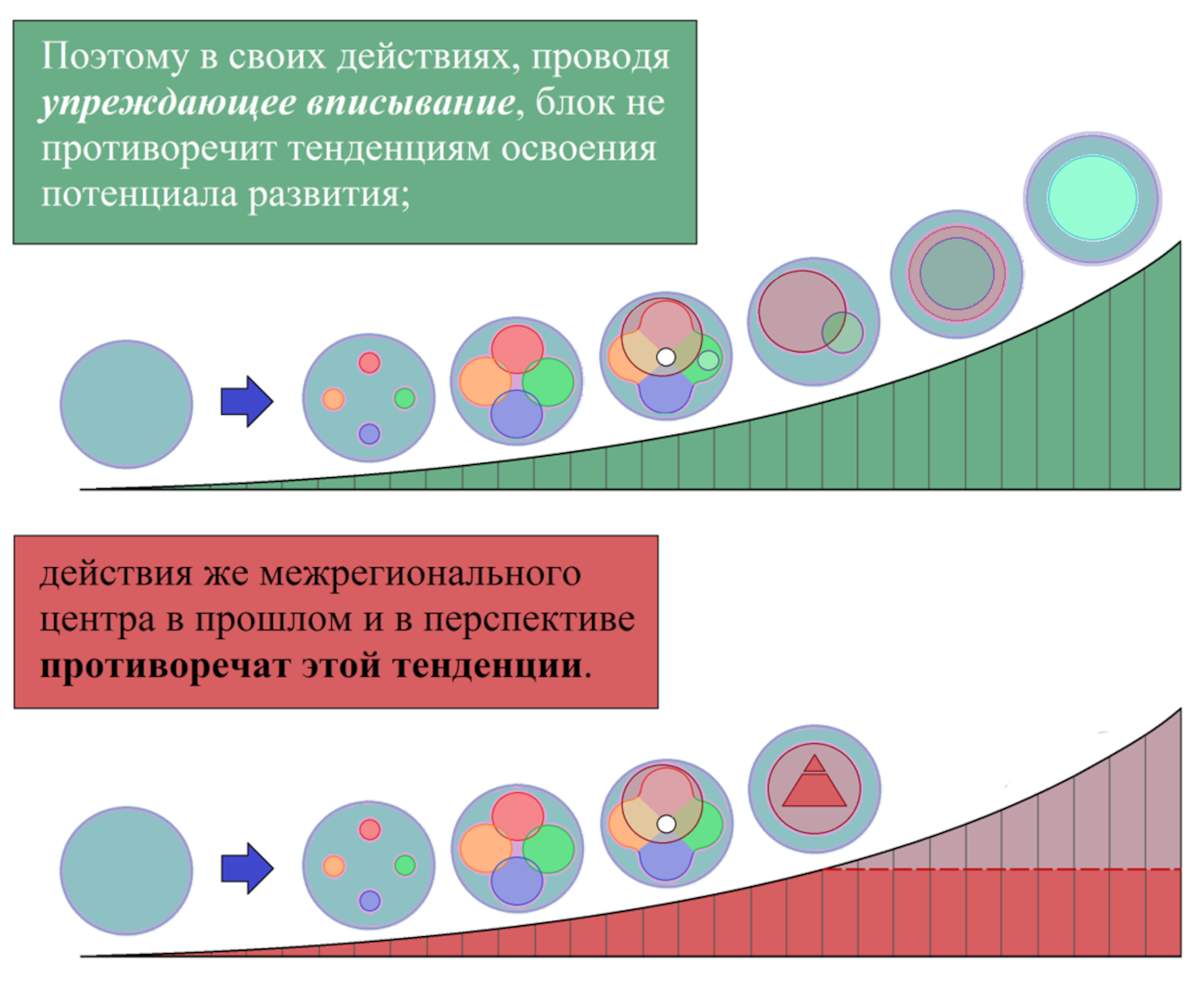 Поэтому в своих действиях, проводя
упреждающее вписывание, блок не
противоречит тенденциям освоения
потенциала развития;
действия же межрегионального
центра в прошлом и в перспективе
противоречат этой тенденции.